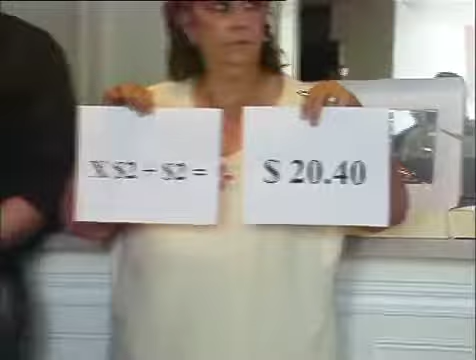 X $2 - $2 =
$ 20.40